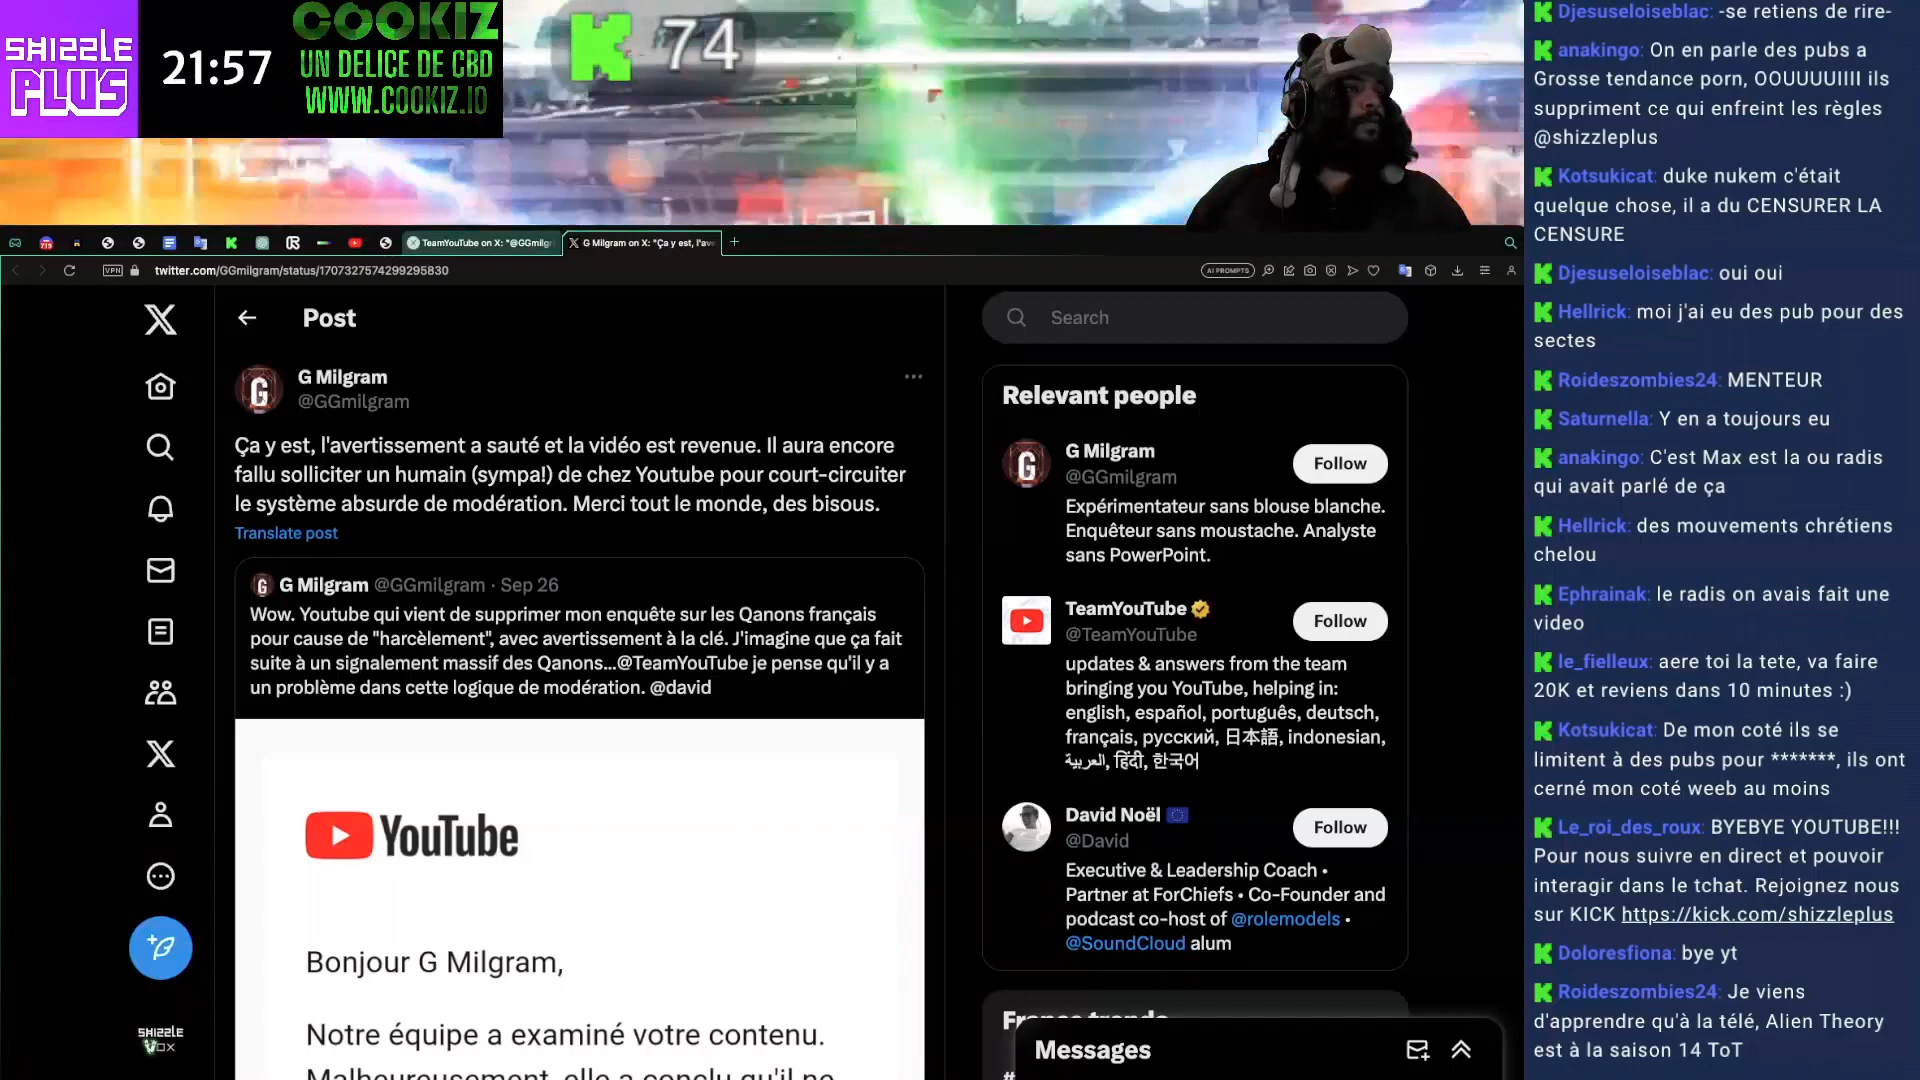 SHIZZLE
PLUS
21:57
COOKIZ
UN DELICE DE CBD
WWW.COOKIZ.IO
74
TeamYouTube on X: "@GGmilgr
G Milgram on X: "Ça y est, l'ave
VPN
twitter.com/GGmilgram/status/1707327574299295830
AI PROMPTS
Post
G Milgram
@GGmilgram
Ça y est, l'avertissement a sauté et la vidéo est revenue. Il aura encore
fallu solliciter un humain (sympa!) de chez Youtube pour court-circuiter
le système absurde de modération. Merci tout le monde, des bisous.
Translate post
G Milgram @GGmilgram · Sep 26
Wow. Youtube qui vient de supprimer mon enquête sur les Qanons français
pour cause de "harcèlement", avec avertissement à la clé. J'imagine que ça fait
suite à un signalement massif des Qanons...@TeamYouTube je pense qu'il y a
un problème dans cette logique de modération. @david
YouTube
Bonjour G Milgram,
Notre équipe a examiné votre contenu.
Malheureusement, elle a conclu qu'il ne
SHIZZLE
VOX
Search
Relevant people
G Milgram
@GGmilgram
Follow
Expérimentateur sans blouse blanche.
Enquêteur sans moustache. Analyste
sans PowerPoint.
TeamYouTube
@TeamYouTube
Follow
updates & answers from the team
bringing you YouTube, helping in:
english, español, português, deutsch,
français, русский, 日本語, indonesian,
العربية, हिंदी, 한국어
David Noël
@David
Follow
Executive & Leadership Coach •
Partner at ForChiefs • Co-Founder and
podcast co-host of @rolemodels •
@SoundCloud alum
France trends
Messages
Djesuseloiseblac: -se retiens de rire-
anakingo: On en parle des pubs a
Grosse tendance porn, OOUUUUIIII ils
suppriment ce qui enfreint les règles
@shizzleplus
Kotsukicat: duke nukem c'était
quelque chose, il a du CENSURER LA
CENSURE
Djesuseloiseblac: oui oui
Hellrick: moi j'ai eu des pub pour des
sectes
Roideszombies24: MENTEUR
Saturnella: Y en a toujours eu
anakingo: C'est Max est la ou radis
qui avait parlé de ça
Hellrick: des mouvements chrétiens
chelou
Ephrainak: le radis on avais fait une
video
le_fielleux: aere toi la tete, va faire
20K et reviens dans 10 minutes :)
Kotsukicat: De mon coté ils se
limitent à des pubs pour *******, ils ont
cerné mon coté weeb au moins
Le_roi_des_roux: BYEBYE YOUTUBE!!!
Pour nous suivre en direct et pouvoir
interagir dans le tchat. Rejoignez nous
sur KICK https://kick.com/shizzleplus
Doloresfiona: bye yt
Roideszombies24: Je viens
d'apprendre qu'à la télé, Alien Theory
est à la saison 14 ToT